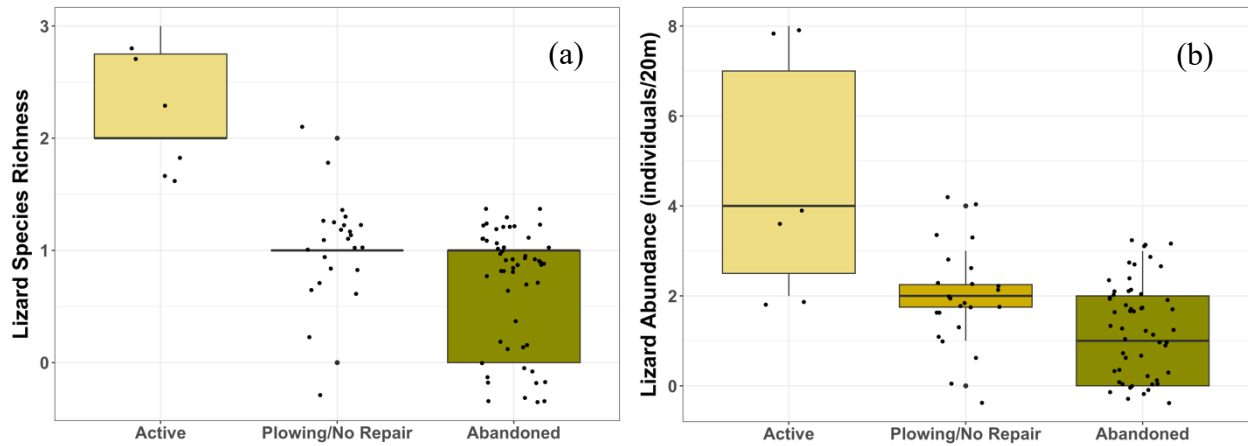 Lizard Species Richness
3
2
1
0
(a)
Active Plowing/No Repair Abandoned
Lizard Abundance (individuals/20m)
8
6
4
2
0
(b)
Active Plowing/No Repair Abandoned